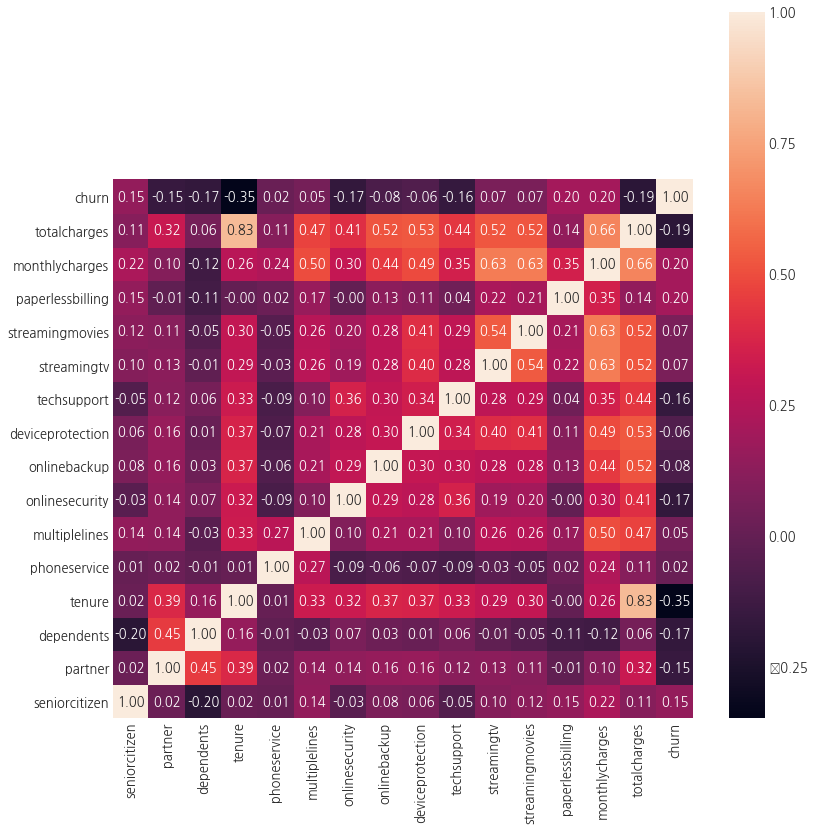 1.00
churn 0.15 -0.15 -0.17 -0.35 0.02 0.05 -0.17 -0.08 -0.06 -0.16 0.07 0.07 0.20 0.20 -0.19 1.00
totalcharges 0.11 0.32 0.06 0.83 0.11 0.47 0.41 0.52 0.53 0.44 0.52 0.52 0.14 0.66 1.00 -0.19
0.75
monthlycharges 0.22 0.10 -0.12 0.26 0.24 0.50 0.30 0.44 0.49 0.35 0.63 0.63 0.35 1.00 0.66 0.20
paperlessbilling 0.15 -0.01 -0.11 -0.00 0.02 0.17 -0.00 0.13 0.11 0.04 0.22 0.21 1.00 0.35 0.14 0.20
0.50
streamingmovies 0.12 0.11 -0.05 0.30 -0.05 0.26 0.20 0.28 0.41 0.29 0.54 1.00 0.21 0.63 0.52 0.07
streamingtv 0.10 0.13 -0.01 0.29 -0.03 0.26 0.19 0.28 0.40 0.28 1.00 0.54 0.22 0.63 0.52 0.07
techsupport -0.05 0.12 0.06 0.33 -0.09 0.10 0.36 0.30 0.34 1.00 0.28 0.29 0.04 0.35 0.44 -0.16
0.25
deviceprotection 0.06 0.16 0.01 0.37 -0.07 0.21 0.28 0.30 1.00 0.34 0.40 0.41 0.11 0.49 0.53 -0.06
onlinebackup 0.08 0.16 0.03 0.37 -0.06 0.21 0.29 1.00 0.30 0.30 0.28 0.28 0.13 0.44 0.52 -0.08
onlinesecurity -0.03 0.14 0.07 0.32 -0.09 0.10 1.00 0.29 0.28 0.36 0.19 0.20 -0.00 0.30 0.41 -0.17
multiplelines 0.14 0.14 -0.03 0.33 0.27 1.00 0.10 0.21 0.21 0.10 0.26 0.26 0.17 0.50 0.47 0.05
0.00
phoneservice 0.01 0.02 -0.01 0.01 1.00 0.27 -0.09 -0.06 -0.07 -0.09 -0.03 -0.05 0.02 0.24 0.11 0.02
tenure 0.02 0.39 0.16 1.00 0.01 0.33 0.32 0.37 0.37 0.33 0.29 0.30 -0.00 0.26 0.83 -0.35
dependents -0.20 0.45 1.00 0.16 -0.01 -0.03 0.07 0.03 0.01 0.06 -0.01 -0.05 -0.11 -0.12 0.06 -0.17
partner 0.02 1.00 0.45 0.39 0.02 0.14 0.14 0.16 0.16 0.12 0.13 0.11 -0.01 0.10 0.32 -0.15
0.25
seniorcitizen 1.00 0.02 -0.20 0.02 0.01 0.14 -0.03 0.08 0.06 -0.05 0.10 0.12 0.15 0.22 0.11 0.15
seniorcitizen
partner
dependents
tenure
phoneservice
multiplelines
onlinesecurity
onlinebackup
deviceprotection
techsupport
streamingtv
streamingmovies
paperlessbilling
monthlycharges
totalcharges
churn